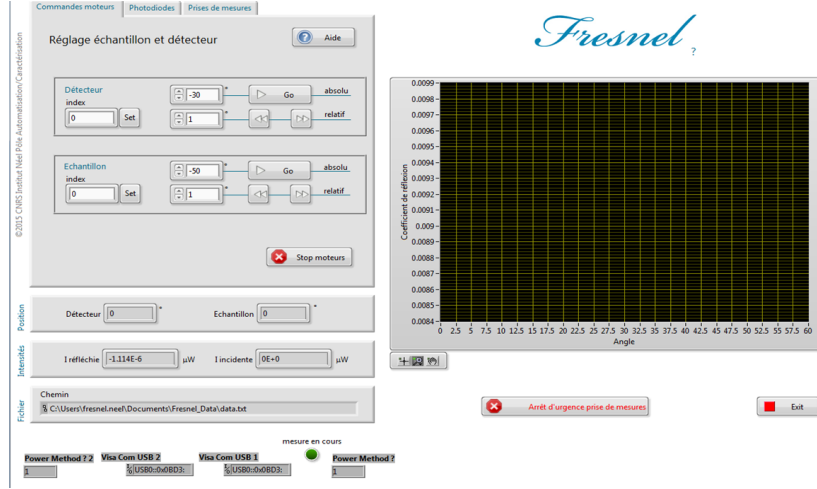 Commandes moteurs Photodiodes Prises de mesures
Réglage échantillon et détecteur
Aide
Détecteur
index
0 Set
-30 ° Go absolu
1 ° relatif
Echantillon
index
0 Set
-50 ° Go absolu
1 ° relatif
Stop moteurs
©2015 CNRS Institut Néel Pôle Automatisation/Caractérisation
Position
Détecteur 0 ° Echantillon 0 °
Intensités
I réfléchie -1.114E-6 µW I incidente 0E+0 µW
Fichier
Chemin
C:\Users\fresnel.neel\Documents\Fresnel_Data\data.txt
mesure en cours
Power Method ? 2 Visa Com USB 2 Visa Com USB 1 Power Method ?
1 USB0::0x0BD3: USB0::0x0BD3: 1
Fresnel ?
Coefficient de réflexion
0.0099
0.0098
0.0097
0.0096
0.0095
0.0094
0.0093
0.0092
0.0091
0.009
0.0089
0.0088
0.0087
0.0086
0.0085
0.0084
0 2.5 5 7.5 10 12.5 15 17.5 20 22.5 25 27.5 30 32.5 35 37.5 40 42.5 45 47.5 50 52.5 55 57.5 60
Angle
Arrêt d'urgence prise de mesures
Exit